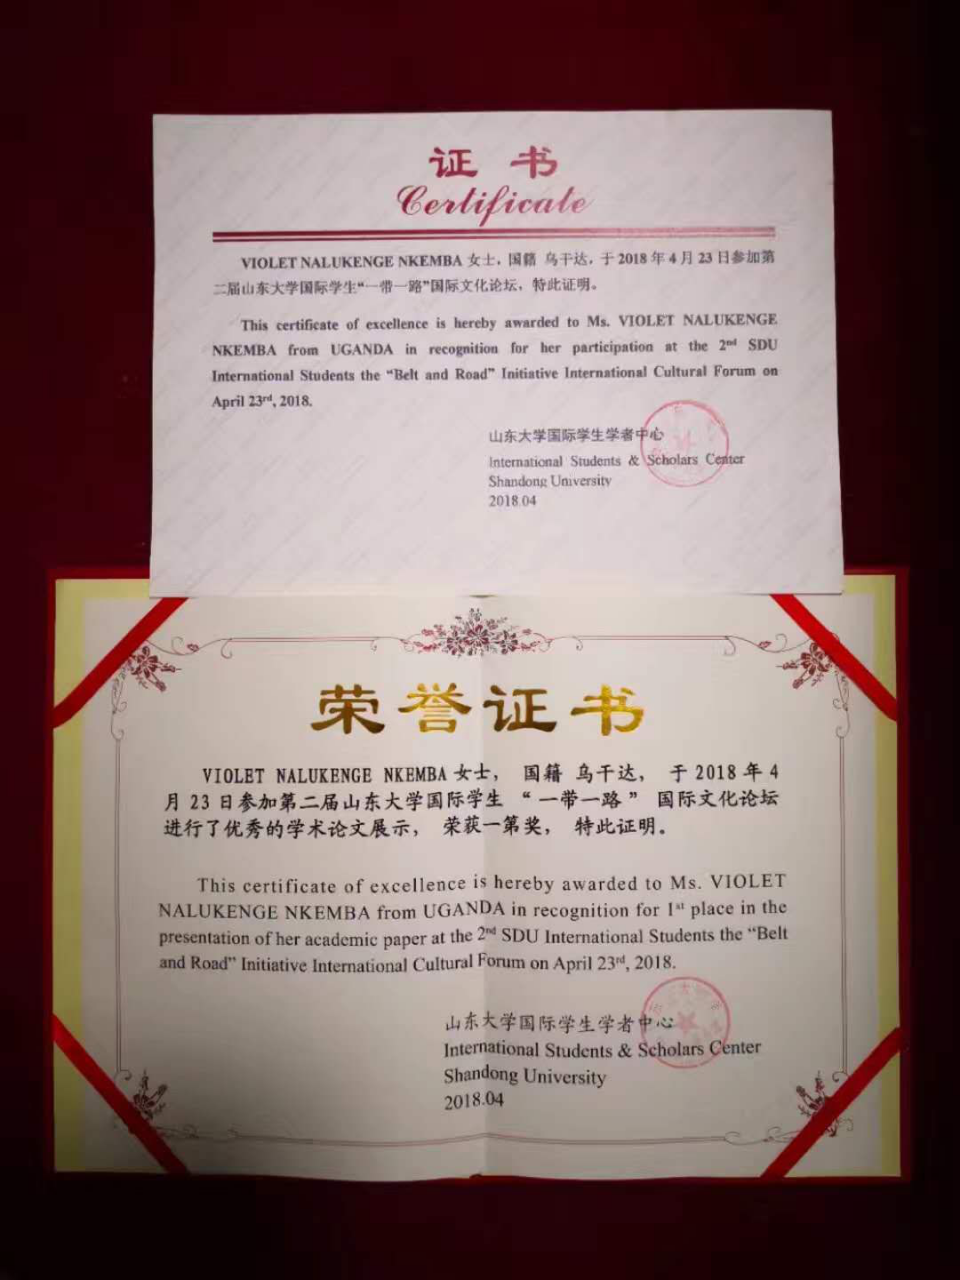 证书
Certificate
VIOLET NALUKENGE NKEMBA 女士，国籍 乌干达，于 2018 年 4 月 23 日参加第
二届山东大学国际学生“一带一路”国际文化论坛，特此证明。
This certificate of excellence is hereby awarded to Ms. VIOLET NALUKENGE
NKEMBA from UGANDA in recognition for her participation at the 2nd SDU
International Students the “Belt and Road” Initiative International Cultural Forum on
April 23rd, 2018.
山东大学国际学生学者中心
International Students & Scholars Center
Shandong University
2018.04
荣誉证书
VIOLET NALUKENGE NKEMBA 女士， 国籍 乌干达， 于 2018 年 4
月 23 日参加第二届山东大学国际学生 “一带一路” 国际文化论坛
进行了优秀的学术论文展示， 荣获一第奖， 特此证明。
This certificate of excellence is hereby awarded to Ms. VIOLET
NALUKENGE NKEMBA from UGANDA in recognition for 1st place in the
presentation of her academic paper at the 2nd SDU International Students the “Belt
and Road” Initiative International Cultural Forum on April 23rd, 2018.
山东大学国际学生学者中心
International Students & Scholars Center
Shandong University
2018.04